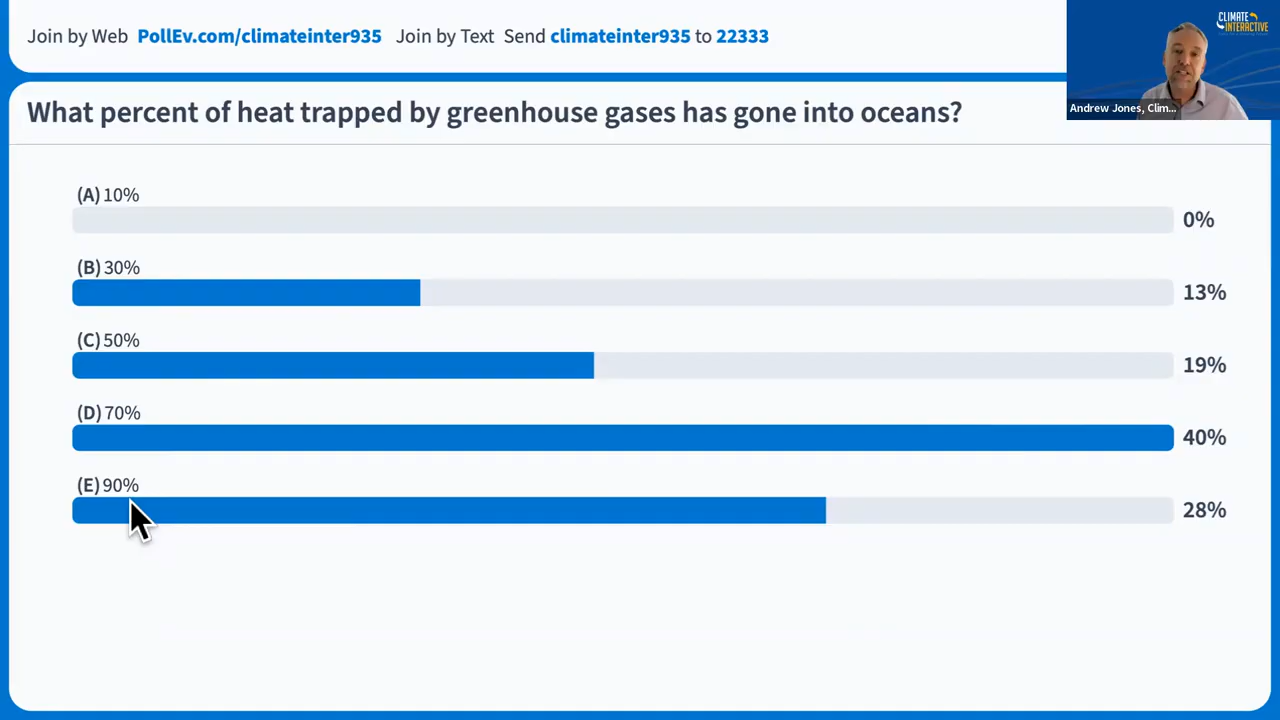 Join by Web PollEv.com/climateinter935 Join by Text Send climateinter935 to 22333
CLIMATE
INTERACTIVE
Andrew Jones, Clim...
What percent of heat trapped by greenhouse gases has gone into oceans?
(A) 10%
0%
(B) 30%
13%
(C) 50%
19%
(D) 70%
40%
(E) 90%
28%